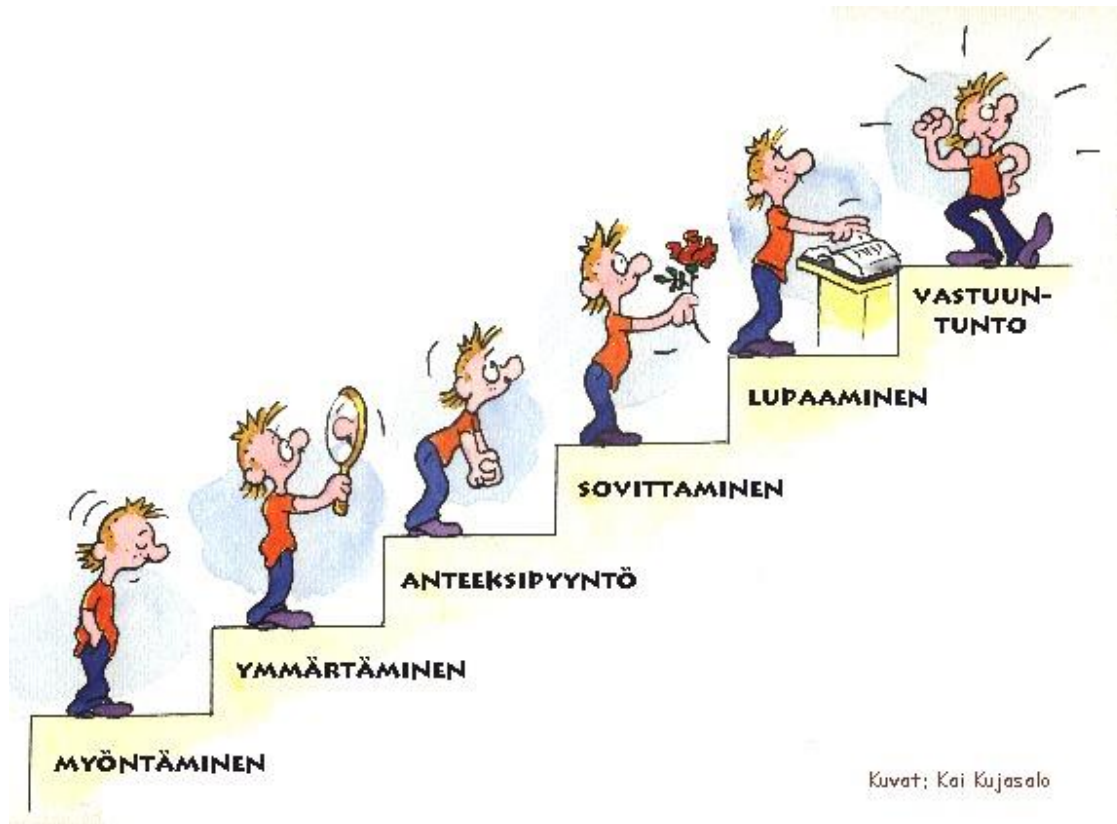 MYÖNTÄMINEN
YMMÄRTÄMINEN
ANTEEKSIPYYNTÖ
SOVITTAMINEN
LUPAAMINEN
VASTUUN-
TUNTO
Kuvat; Kai Kujasalo